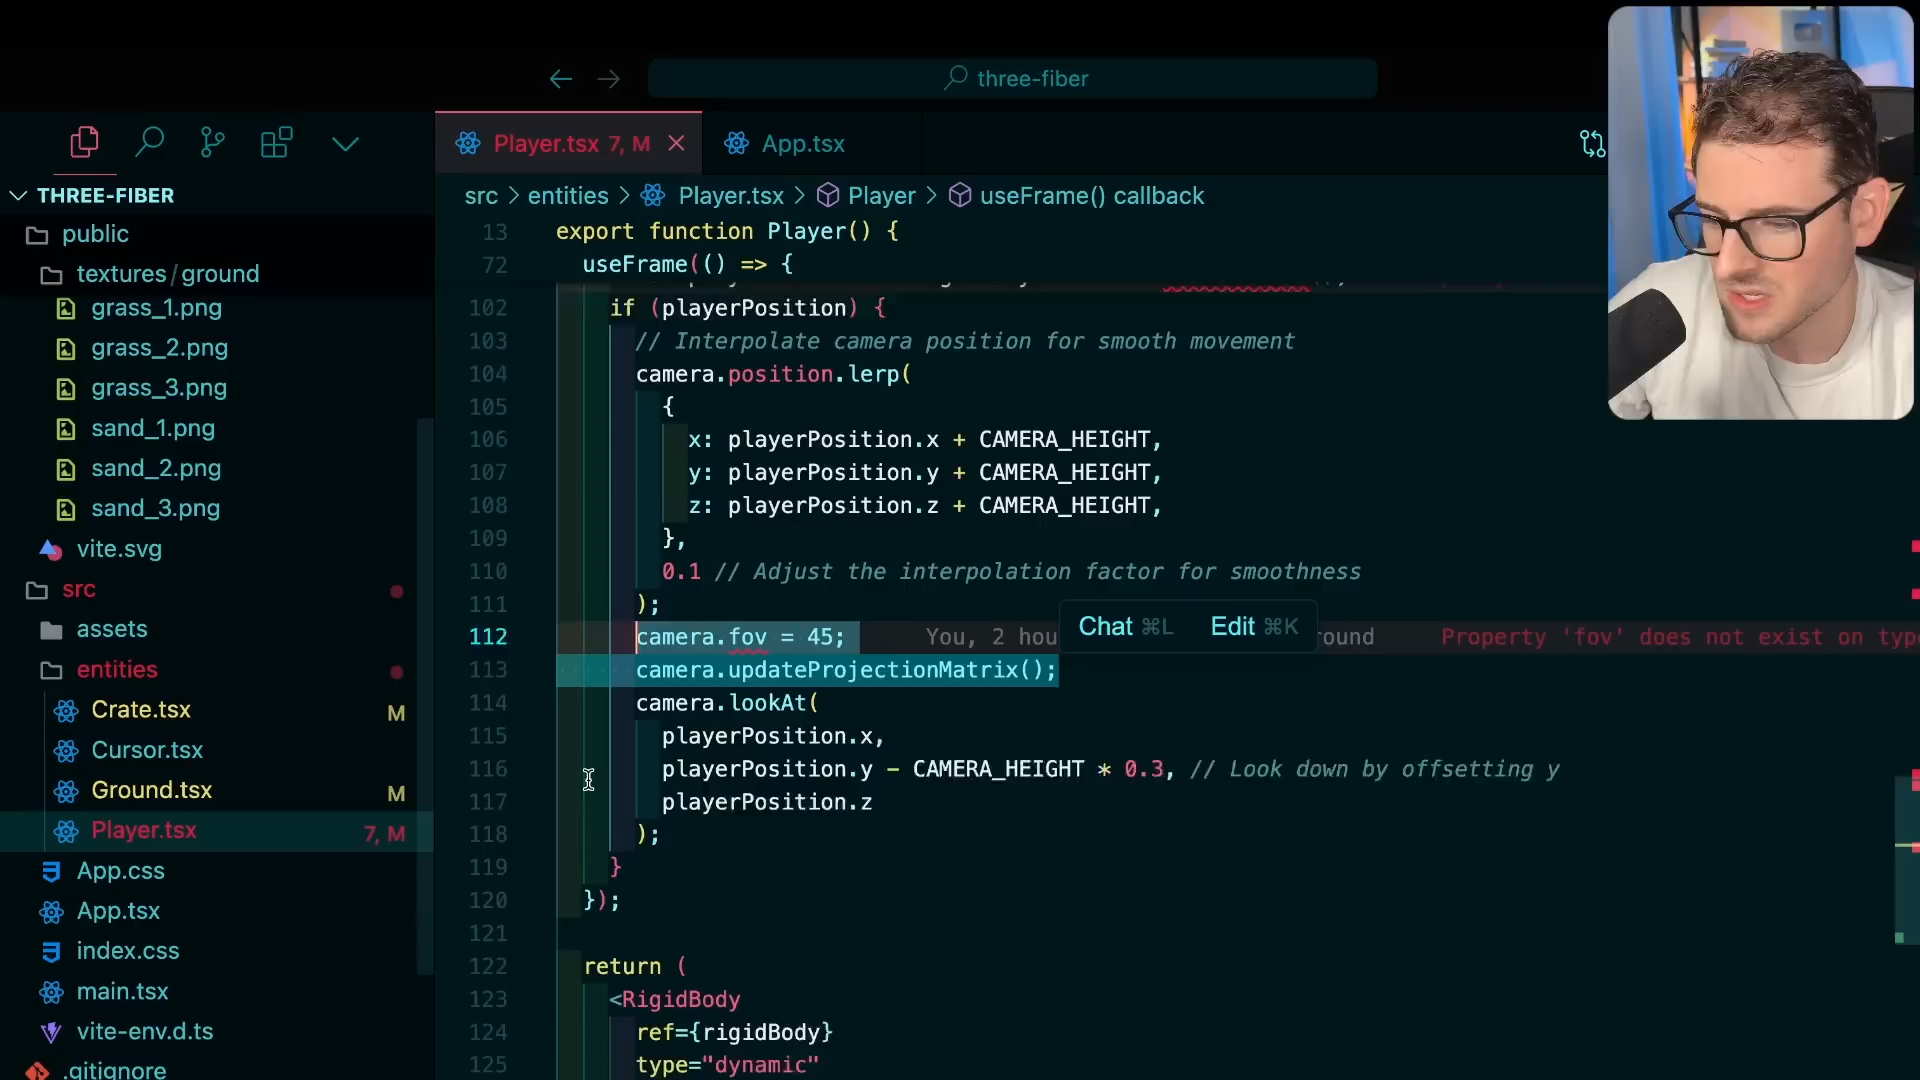 three-fiber
Player.tsx 7, M
App.tsx
THREE-FIBER
public
textures/ground
grass_1.png
grass_2.png
grass_3.png
sand_1.png
sand_2.png
sand_3.png
vite.svg
src
assets
entities
Crate.tsx M
Cursor.tsx
Ground.tsx M
Player.tsx 7, M
App.css
App.tsx
index.css
main.tsx
vite-env.d.ts
.gitignore
src > entities > Player.tsx > Player > useFrame() callback
13 export function Player() {
72 useFrame(() => {
102 if (playerPosition) {
103 // Interpolate camera position for smooth movement
104 camera.position.lerp(
105 {
106 x: playerPosition.x + CAMERA_HEIGHT,
107 y: playerPosition.y + CAMERA_HEIGHT,
108 z: playerPosition.z + CAMERA_HEIGHT,
109 },
110 0.1 // Adjust the interpolation factor for smoothness
111 );
Chat ⌘L Edit ⌘K
112 camera.fov = 45; You, 2 hou round Property 'fov' does not exist on typ
113 camera.updateProjectionMatrix();
114 camera.lookAt(
115 playerPosition.x,
116 playerPosition.y - CAMERA_HEIGHT * 0.3, // Look down by offsetting y
117 playerPosition.z
118 );
119 }
120 });
121
122 return (
123 <RigidBody
124 ref={rigidBody}
125 type="dynamic"